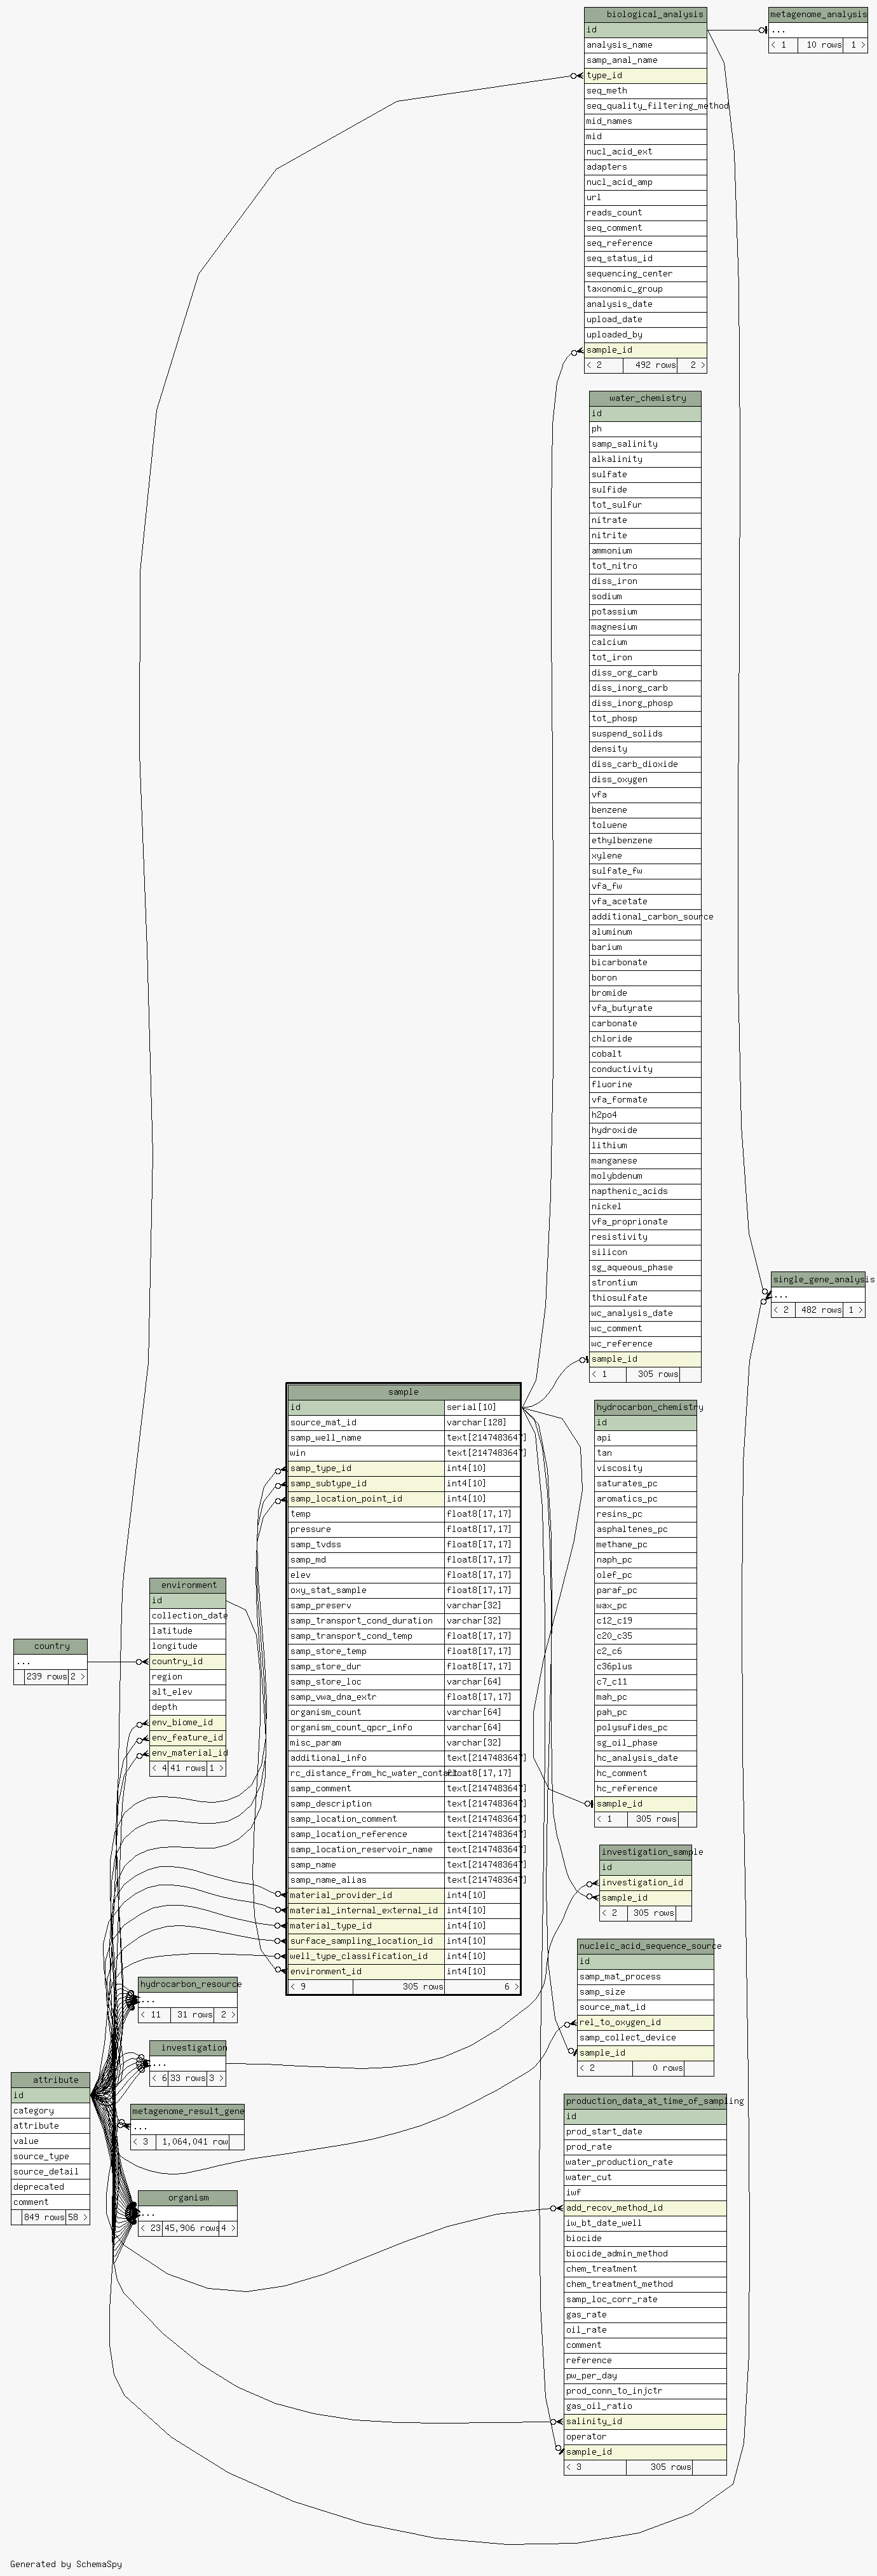 biological_analysis
id
analysis_name
samp_anal_name
type_id
seq_meth
seq_quality_filtering_method
mid_names
mid
nucl_acid_ext
adapters
nucl_acid_amp
url
reads_count
seq_comment
seq_reference
seq_status_id
sequencing_center
taxonomic_group
analysis_date
upload_date
uploaded_by
sample_id
< 2 492 rows 2 >
metagenome_analysis
...
< 1 10 rows 1 >
water_chemistry
id
ph
samp_salinity
alkalinity
sulfate
sulfide
tot_sulfur
nitrate
nitrite
ammonium
tot_nitro
diss_iron
sodium
potassium
magnesium
calcium
tot_iron
diss_org_carb
diss_inorg_carb
diss_inorg_phosp
tot_phosp
suspend_solids
density
diss_carb_dioxide
diss_oxygen
vfa
benzene
toluene
ethylbenzene
xylene
sulfate_fw
vfa_fw
vfa_acetate
additional_carbon_source
aluminum
barium
bicarbonate
boron
bromide
vfa_butyrate
carbonate
chloride
cobalt
conductivity
fluorine
vfa_formate
h2po4
hydroxide
lithium
manganese
molybdenum
napthenic_acids
nickel
vfa_proprionate
resistivity
silicon
sg_aqueous_phase
strontium
thiosulfate
wc_analysis_date
wc_comment
wc_reference
sample_id
< 1 305 rows
single_gene_analysis
...
< 2 482 rows 1 >
sample
id serial[10]
source_mat_id varchar[128]
samp_well_name text[2147483647]
win text[2147483647]
samp_type_id int4[10]
samp_subtype_id int4[10]
samp_location_point_id int4[10]
temp float8[17,17]
pressure float8[17,17]
samp_tvdss float8[17,17]
samp_md float8[17,17]
elev float8[17,17]
oxy_stat_sample float8[17,17]
samp_preserv varchar[32]
samp_transport_cond_duration varchar[32]
samp_transport_cond_temp float8[17,17]
samp_store_temp float8[17,17]
samp_store_dur float8[17,17]
samp_store_loc varchar[64]
samp_vwa_dna_extr float8[17,17]
organism_count varchar[64]
organism_count_qpcr_info varchar[64]
misc_param varchar[32]
additional_info text[2147483647]
rc_distance_from_hc_water_contact float8[17,17]
samp_comment text[2147483647]
samp_description text[2147483647]
samp_location_comment text[2147483647]
samp_location_reference text[2147483647]
samp_location_reservoir_name text[2147483647]
samp_name text[2147483647]
samp_name_alias text[2147483647]
material_provider_id int4[10]
material_internal_external_id int4[10]
material_type_id int4[10]
surface_sampling_location_id int4[10]
well_type_classification_id int4[10]
environment_id int4[10]
< 9 305 rows 6 >
hydrocarbon_chemistry
id
api
tan
viscosity
saturates_pc
aromatics_pc
resins_pc
asphaltenes_pc
methane_pc
naph_pc
olef_pc
paraf_pc
wax_pc
c12_c19
c20_c35
c2_c6
c36plus
c7_c11
mah_pc
pah_pc
polysufides_pc
sg_oil_phase
hc_analysis_date
hc_comment
hc_reference
sample_id
< 1 305 rows
environment
id
collection_date
latitude
longitude
country_id
region
alt_elev
depth
env_biome_id
env_feature_id
env_material_id
< 4 41 rows 1 >
country
...
239 rows 2 >
investigation_sample
id
investigation_id
sample_id
< 2 305 rows
nucleic_acid_sequence_source
id
samp_mat_process
samp_size
source_mat_id
rel_to_oxygen_id
samp_collect_device
sample_id
< 2 0 rows
hydrocarbon_resource
...
< 11 31 rows 2 >
investigation
...
< 6 33 rows 3 >
attribute
id
category
attribute
value
source_type
source_detail
deprecated
comment
849 rows 58 >
metagenome_result_gene
...
< 3 1,064,041 row
organism
...
< 23 45,906 rows 4 >
production_data_at_time_of_sampling
id
prod_start_date
prod_rate
water_production_rate
water_cut
iwf
add_recov_method_id
iw_bt_date_well
biocide
biocide_admin_method
chem_treatment
chem_treatment_method
samp_loc_corr_rate
gas_rate
oil_rate
comment
reference
pw_per_day
prod_conn_to_injctr
gas_oil_ratio
salinity_id
operator
sample_id
< 3 305 rows
Generated by SchemaSpy